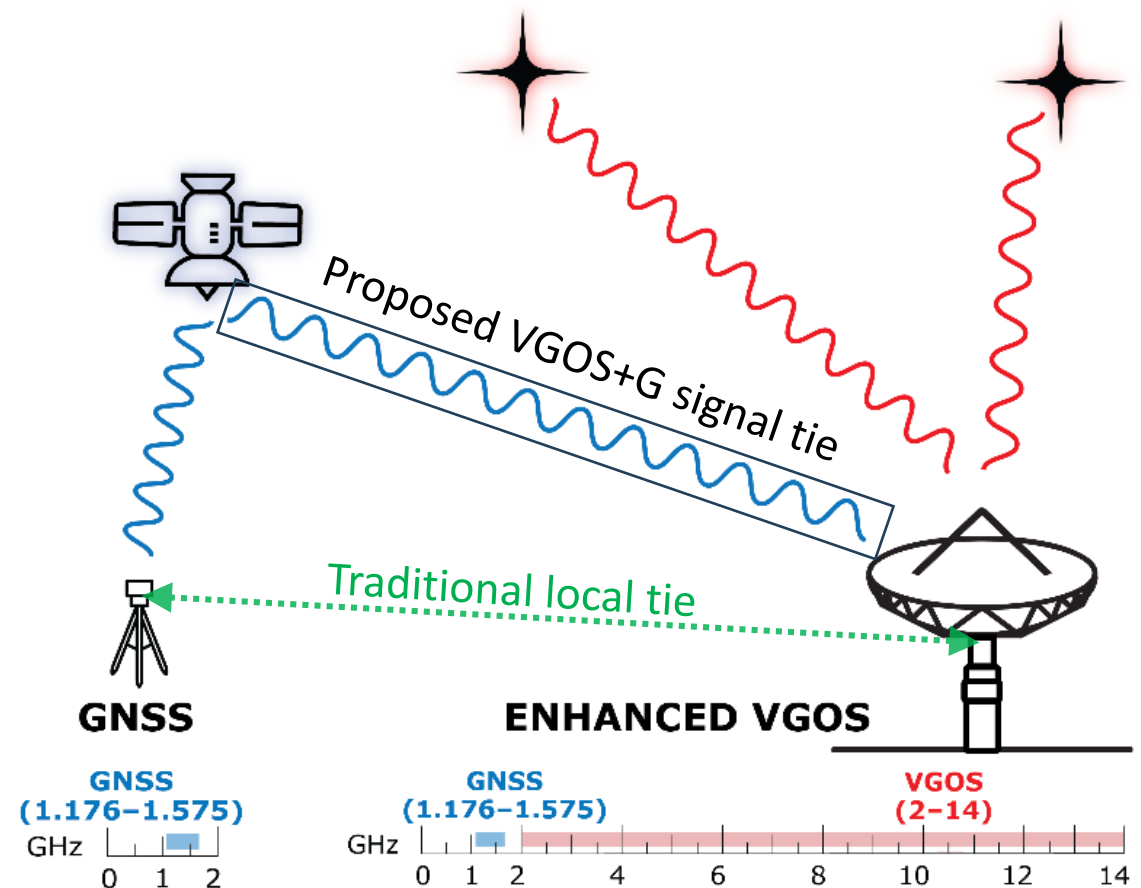 Proposed VGOS+G signal tie
Traditional local tie
GNSS
ENHANCED VGOS
GNSS
(1.176–1.575)
GHz
0 1 2
GNSS
(1.176–1.575)
VGOS
(2–14)
GHz
0 1 2 4 6 8 10 12 14